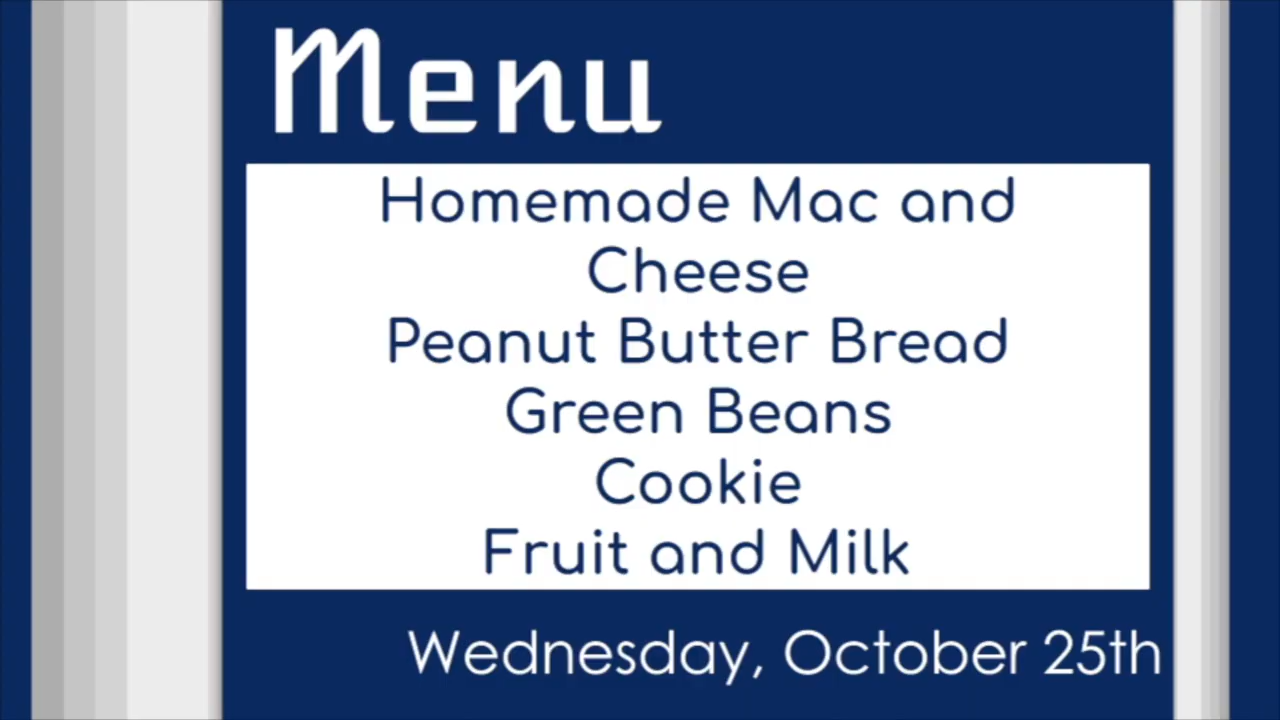 Menu
Homemade Mac and
Cheese
Peanut Butter Bread
Green Beans
Cookie
Fruit and Milk
Wednesday, October 25th